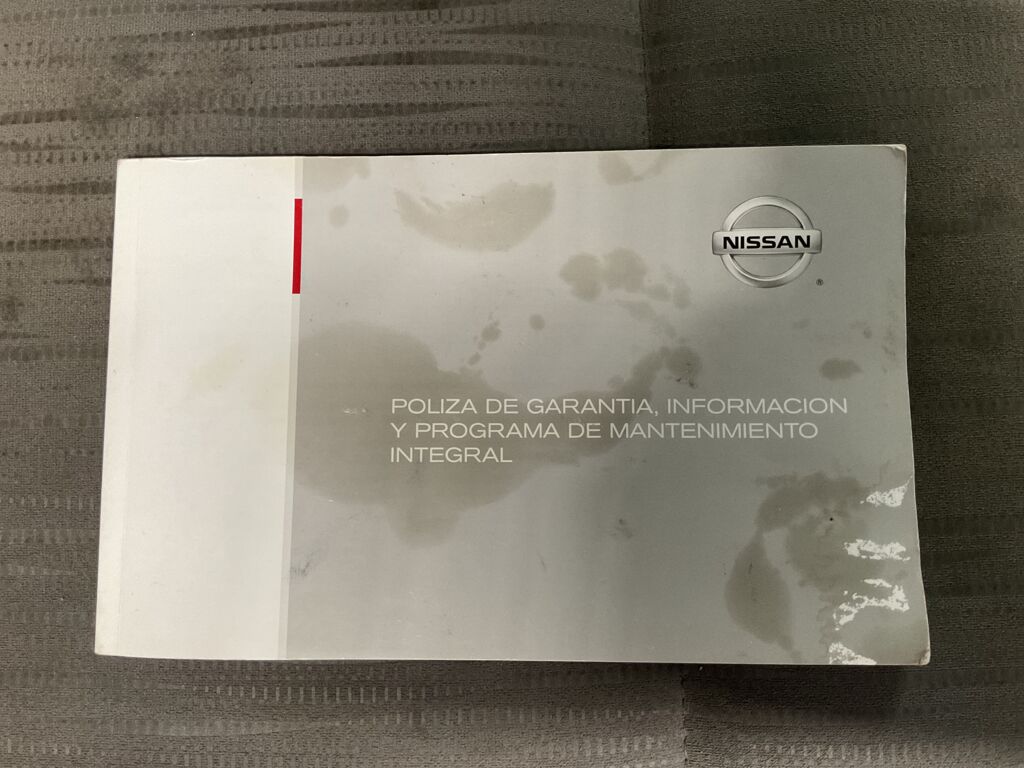 NISSAN
®
POLIZA DE GARANTIA, INFORMACION
Y PROGRAMA DE MANTENIMIENTO
INTEGRAL